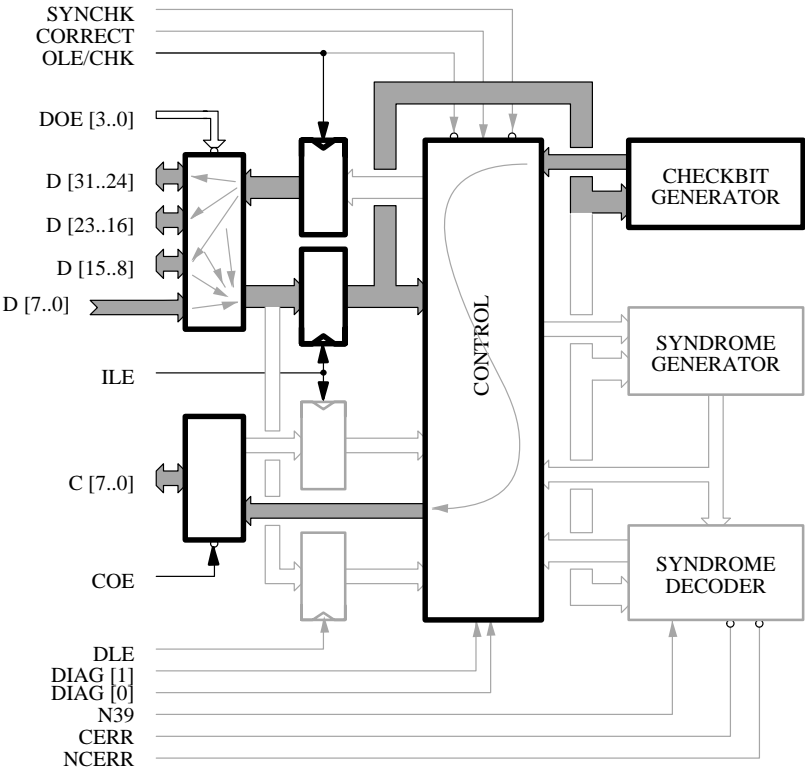 SYNCHK
CORRECT
OLE/CHK
DOE [3..0]
D [31..24]
D [23..16]
D [15..8]
D [7..0]
ILE
C [7..0]
COE
DLE
DIAG [1]
DIAG [0]
N39
CERR
NCERR
CONTROL
CHECKBIT
GENERATOR
SYNDROME
GENERATOR
SYNDROME
DECODER